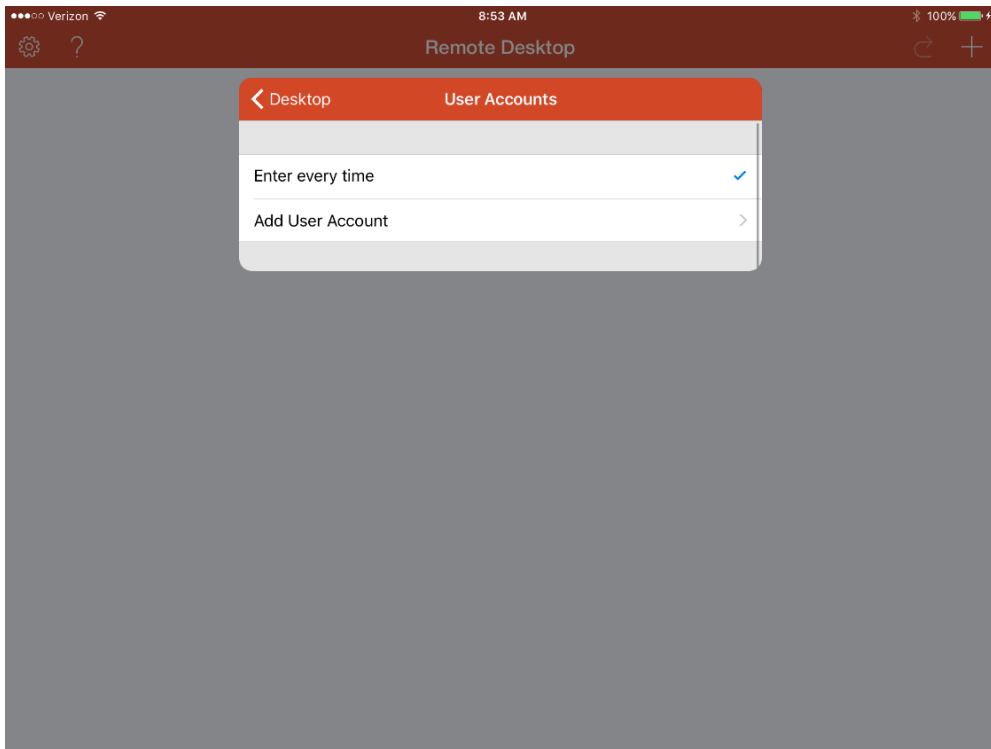 Verizon 8:53 AM 100%
? Remote Desktop
Desktop User Accounts
Enter every time
Add User Account